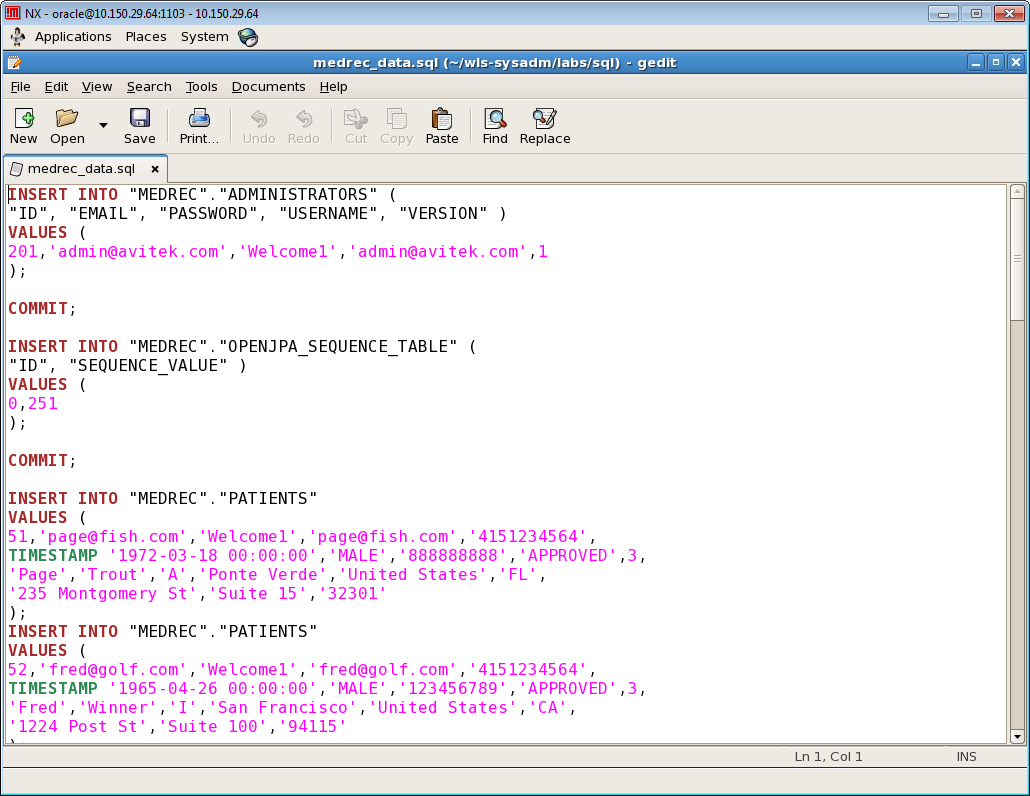 NX - oracle@10.150.29.64:1103 - 10.150.29.64
Applications Places System
medrec_data.sql (~/wls-sysadm/labs/sql) - gedit
File Edit View Search Tools Documents Help
New Open Save Print... Undo Redo Cut Copy Paste Find Replace
medrec_data.sql
INSERT INTO "MEDREC"."ADMINISTRATORS" (
"ID", "EMAIL", "PASSWORD", "USERNAME", "VERSION" )
VALUES (
201,'admin@avitek.com','Welcome1','admin@avitek.com',1
);
COMMIT;
INSERT INTO "MEDREC"."OPENJPA_SEQUENCE_TABLE" (
"ID", "SEQUENCE_VALUE" )
VALUES (
0,251
);
COMMIT;
INSERT INTO "MEDREC"."PATIENTS"
VALUES (
51,'page@fish.com','Welcome1','page@fish.com','4151234564',
TIMESTAMP '1972-03-18 00:00:00','MALE','888888888','APPROVED',3,
'Page','Trout','A','Ponte Verde','United States','FL',
'235 Montgomery St','Suite 15','32301'
);
INSERT INTO "MEDREC"."PATIENTS"
VALUES (
52,'fred@golf.com','Welcome1','fred@golf.com','4151234564',
TIMESTAMP '1965-04-26 00:00:00','MALE','123456789','APPROVED',3,
'Fred','Winner','I','San Francisco','United States','CA',
'1224 Post St','Suite 100','94115'
Ln 1, Col 1 INS